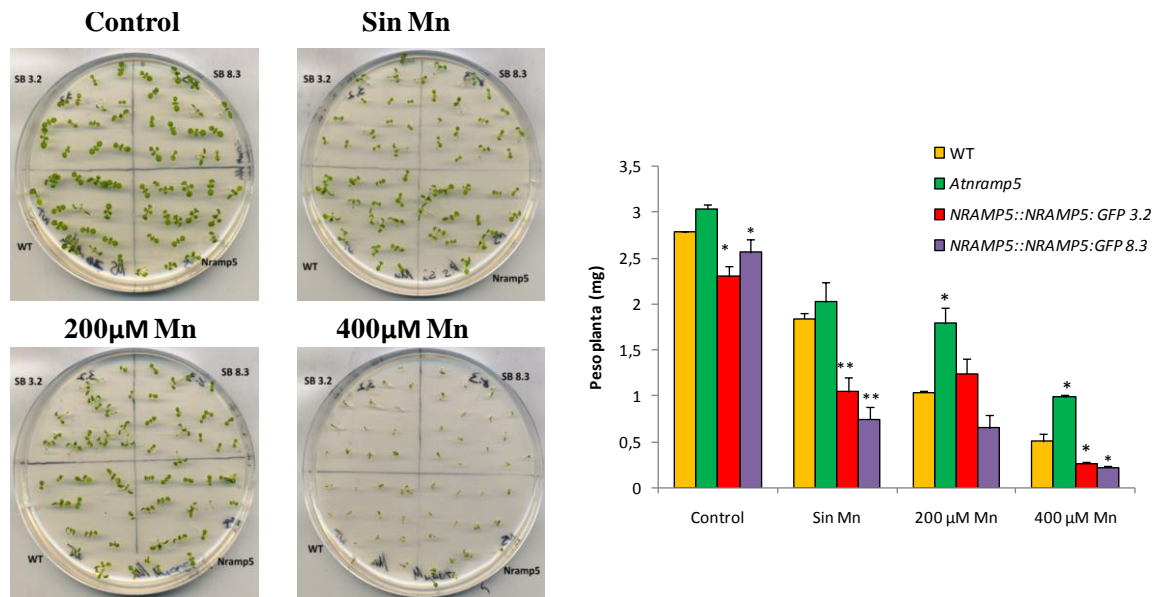 Control
Sin Mn
SB 3.2
SB 8.3
WT
Nramp5
SB 3.2
SB 8.3
WT
Nramp5
200µM Mn
400µM Mn
SB 3.2
SB 8.3
WT
Nramp5
SB 3.2
SB 8.3
WT
Nramp5
WT
Atnramp5
NRAMP5::NRAMP5: GFP 3.2
NRAMP5::NRAMP5:GFP 8.3
Peso planta (mg)
3,5
3
2,5
2
1,5
1
0,5
0
* *
** **
*
* * *
Control
Sin Mn
200 µM Mn
400 µM Mn